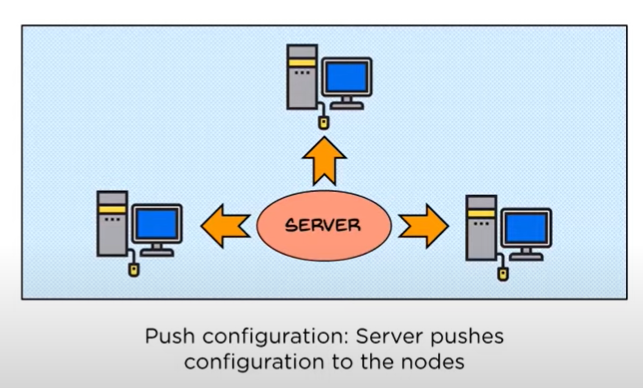 SERVER
Push configuration: Server pushes
configuration to the nodes